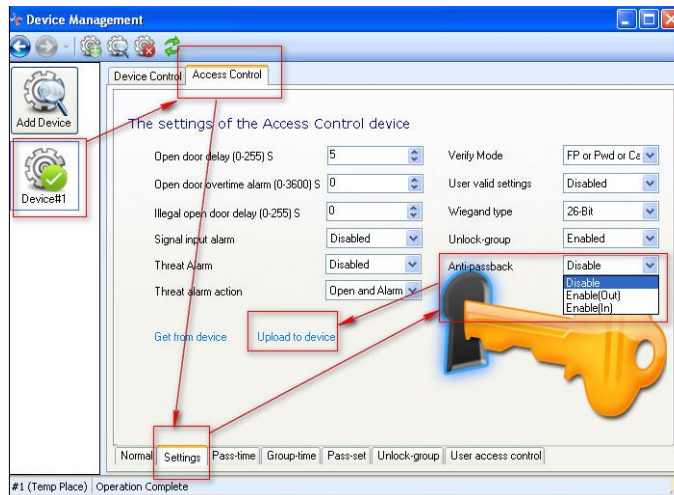 Device Management
Add Device
Device#1
Device Control Access Control
The settings of the Access Control device
Open door delay (0-255) S 5 Verify Mode FP or Pwd or Ca
Open door overtime alarm (0-3600) S 0 User valid settings Disabled
Illegal open door delay (0-255) S 0 Wiegand type 26-Bit
Signal input alarm Disabled Unlock-group Enabled
Threat Alarm Disabled Anti-passback Disable
Disable
Enable(Out)
Enable(In)
Threat alarm action Open and Alarm
Get from device Upload to device
Normal Settings Pass-time Group-time Pass-set Unlock-group User access control
#1 (Temp Place) Operation Complete